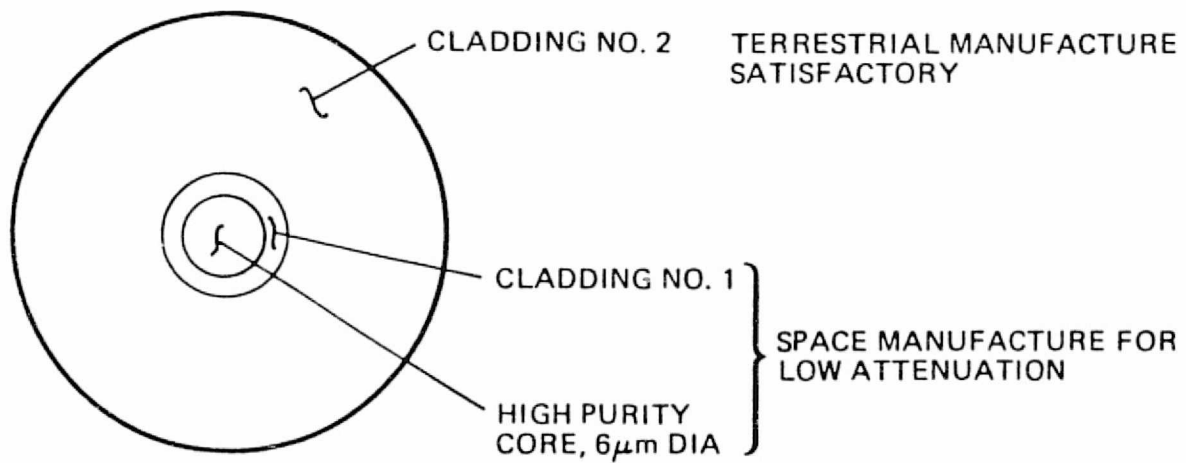 CLADDING NO. 2
TERRESTRIAL MANUFACTURE
SATISFACTORY
CLADDING NO. 1
SPACE MANUFACTURE FOR
LOW ATTENUATION
HIGH PURITY
CORE, 6μm DIA